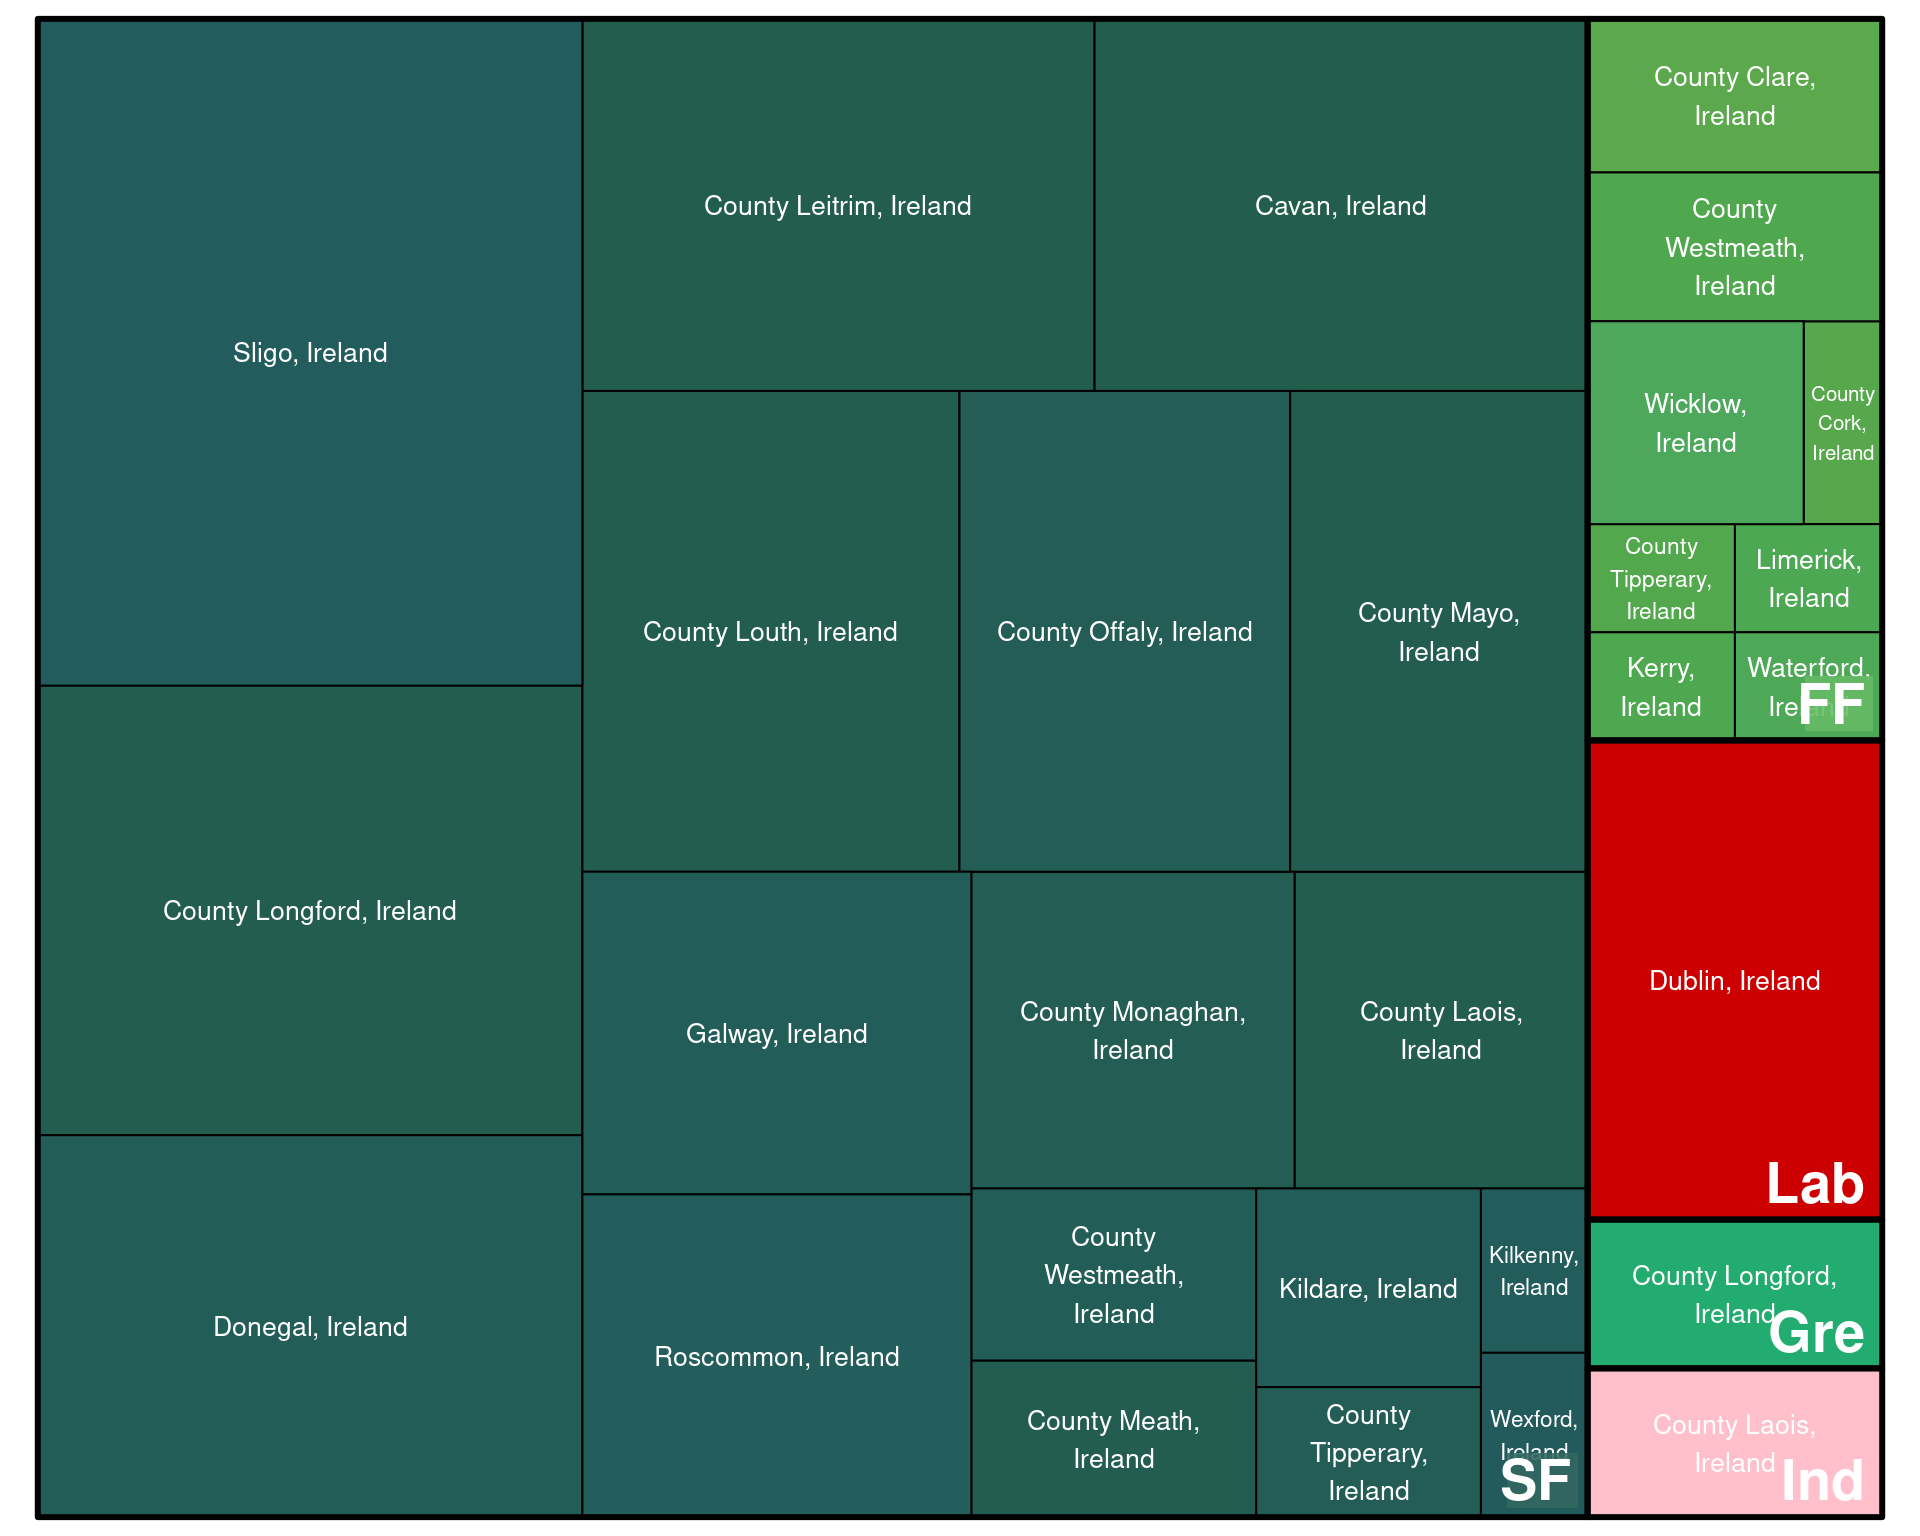 Sligo, Ireland
County Longford, Ireland
Donegal, Ireland
County Leitrim, Ireland
Cavan, Ireland
County Louth, Ireland
County Offaly, Ireland
County Mayo,
Ireland
Galway, Ireland
Roscommon, Ireland
County Monaghan,
Ireland
County Laois,
Ireland
County
Westmeath,
Ireland
County Meath,
Ireland
Kildare, Ireland
County
Tipperary,
Ireland
Kilkenny,
Ireland
Wexford,
Ireland
SF
County Clare,
Ireland
County
Westmeath,
Ireland
Wicklow,
Ireland
County
Cork,
Ireland
County
Tipperary,
Ireland
Limerick,
Ireland
Kerry,
Ireland
Waterford,
Ireland
FF
Dublin, Ireland
Lab
County Longford,
Ireland
Gre
County Laois,
Ireland
Ind